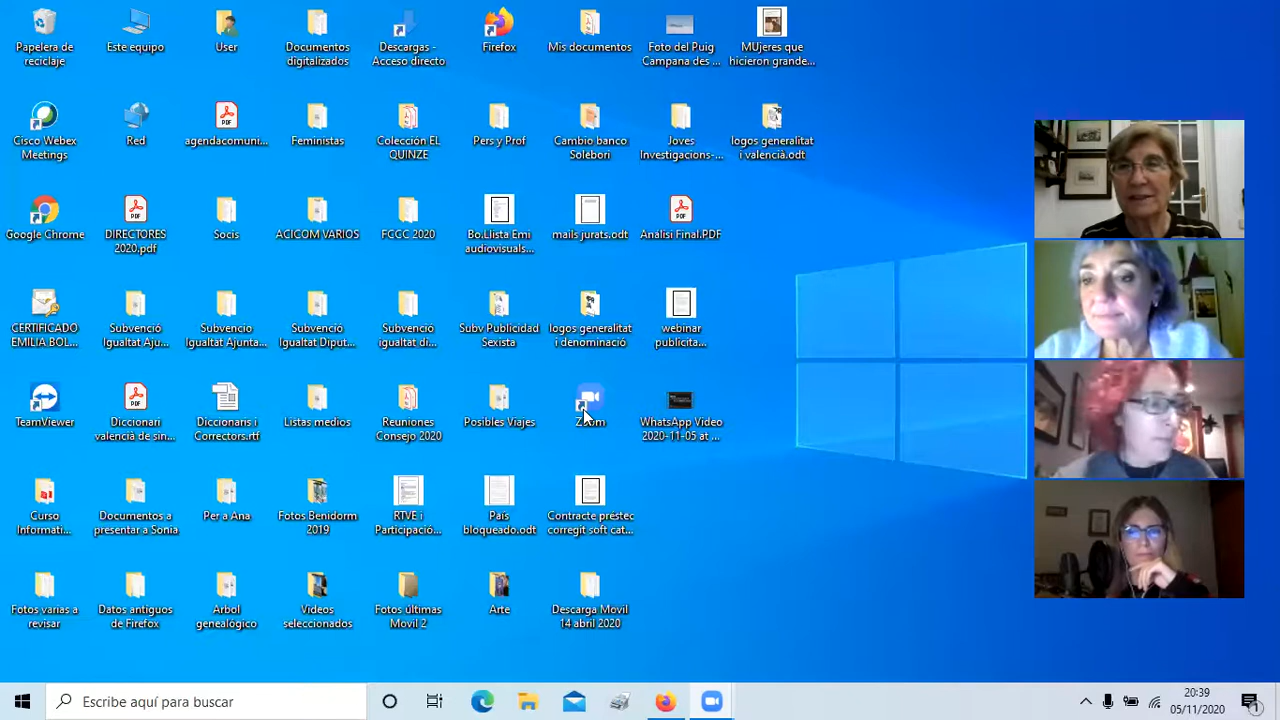 Papelera de
reciclaje
Este equipo
User
Documentos
digitalizados
Descargas -
Acceso directo
Firefox
Mis documentos
Foto del Puig
Campana des ...
MUjeres que
hicieron grande...
Cisco Webex
Meetings
Red
agendacomuni...
Feministas
Colección EL
QUINZE
Pers y Prof
Cambio banco
Solèbori
Joves
Investigacions-...
logos generalitat
i valencià.odt
Google Chrome
DIRECTORES
2020.pdf
Socis
ACICOM VARIOS
FCCC 2020
Bo.Llista Emi
audiovisuals...
mails jurats.odt
Análisi Final.PDF
CERTIFICADO
EMILIA BOL...
Subvenció
Igualtat Aju...
Subvenció
Igualtat Ajunta...
Subvenció
Igualtat Diput...
Subvenció
igualtat di...
Subv Publicidad
Sexista
logos generalitat
i denominació
webinar
publicita...
TeamViewer
Diccionari
valencià de sin...
Diccionaris i
Correctors.rtf
Listas medios
Reuniones
Consejo 2020
Posibles Viajes
Zoom
WhatsApp Video
2020-11-05 at ...
Curso
Informati...
Documentos a
presentar a Sonia
Per a Ana
Fotos Benidorm
2019
RTVE i
Participació...
País
bloqueado.odt
Contracte préstec
corregit soft cat...
Fotos varias a
revisar
Datos antiguos
de Firefox
Arbol
genealógico
Videos
seleccionados
Fotos últimas
Movil 2
Arte
Descarga Movil
14 abril 2020
Escribe aquí para buscar
20:39
05/11/2020